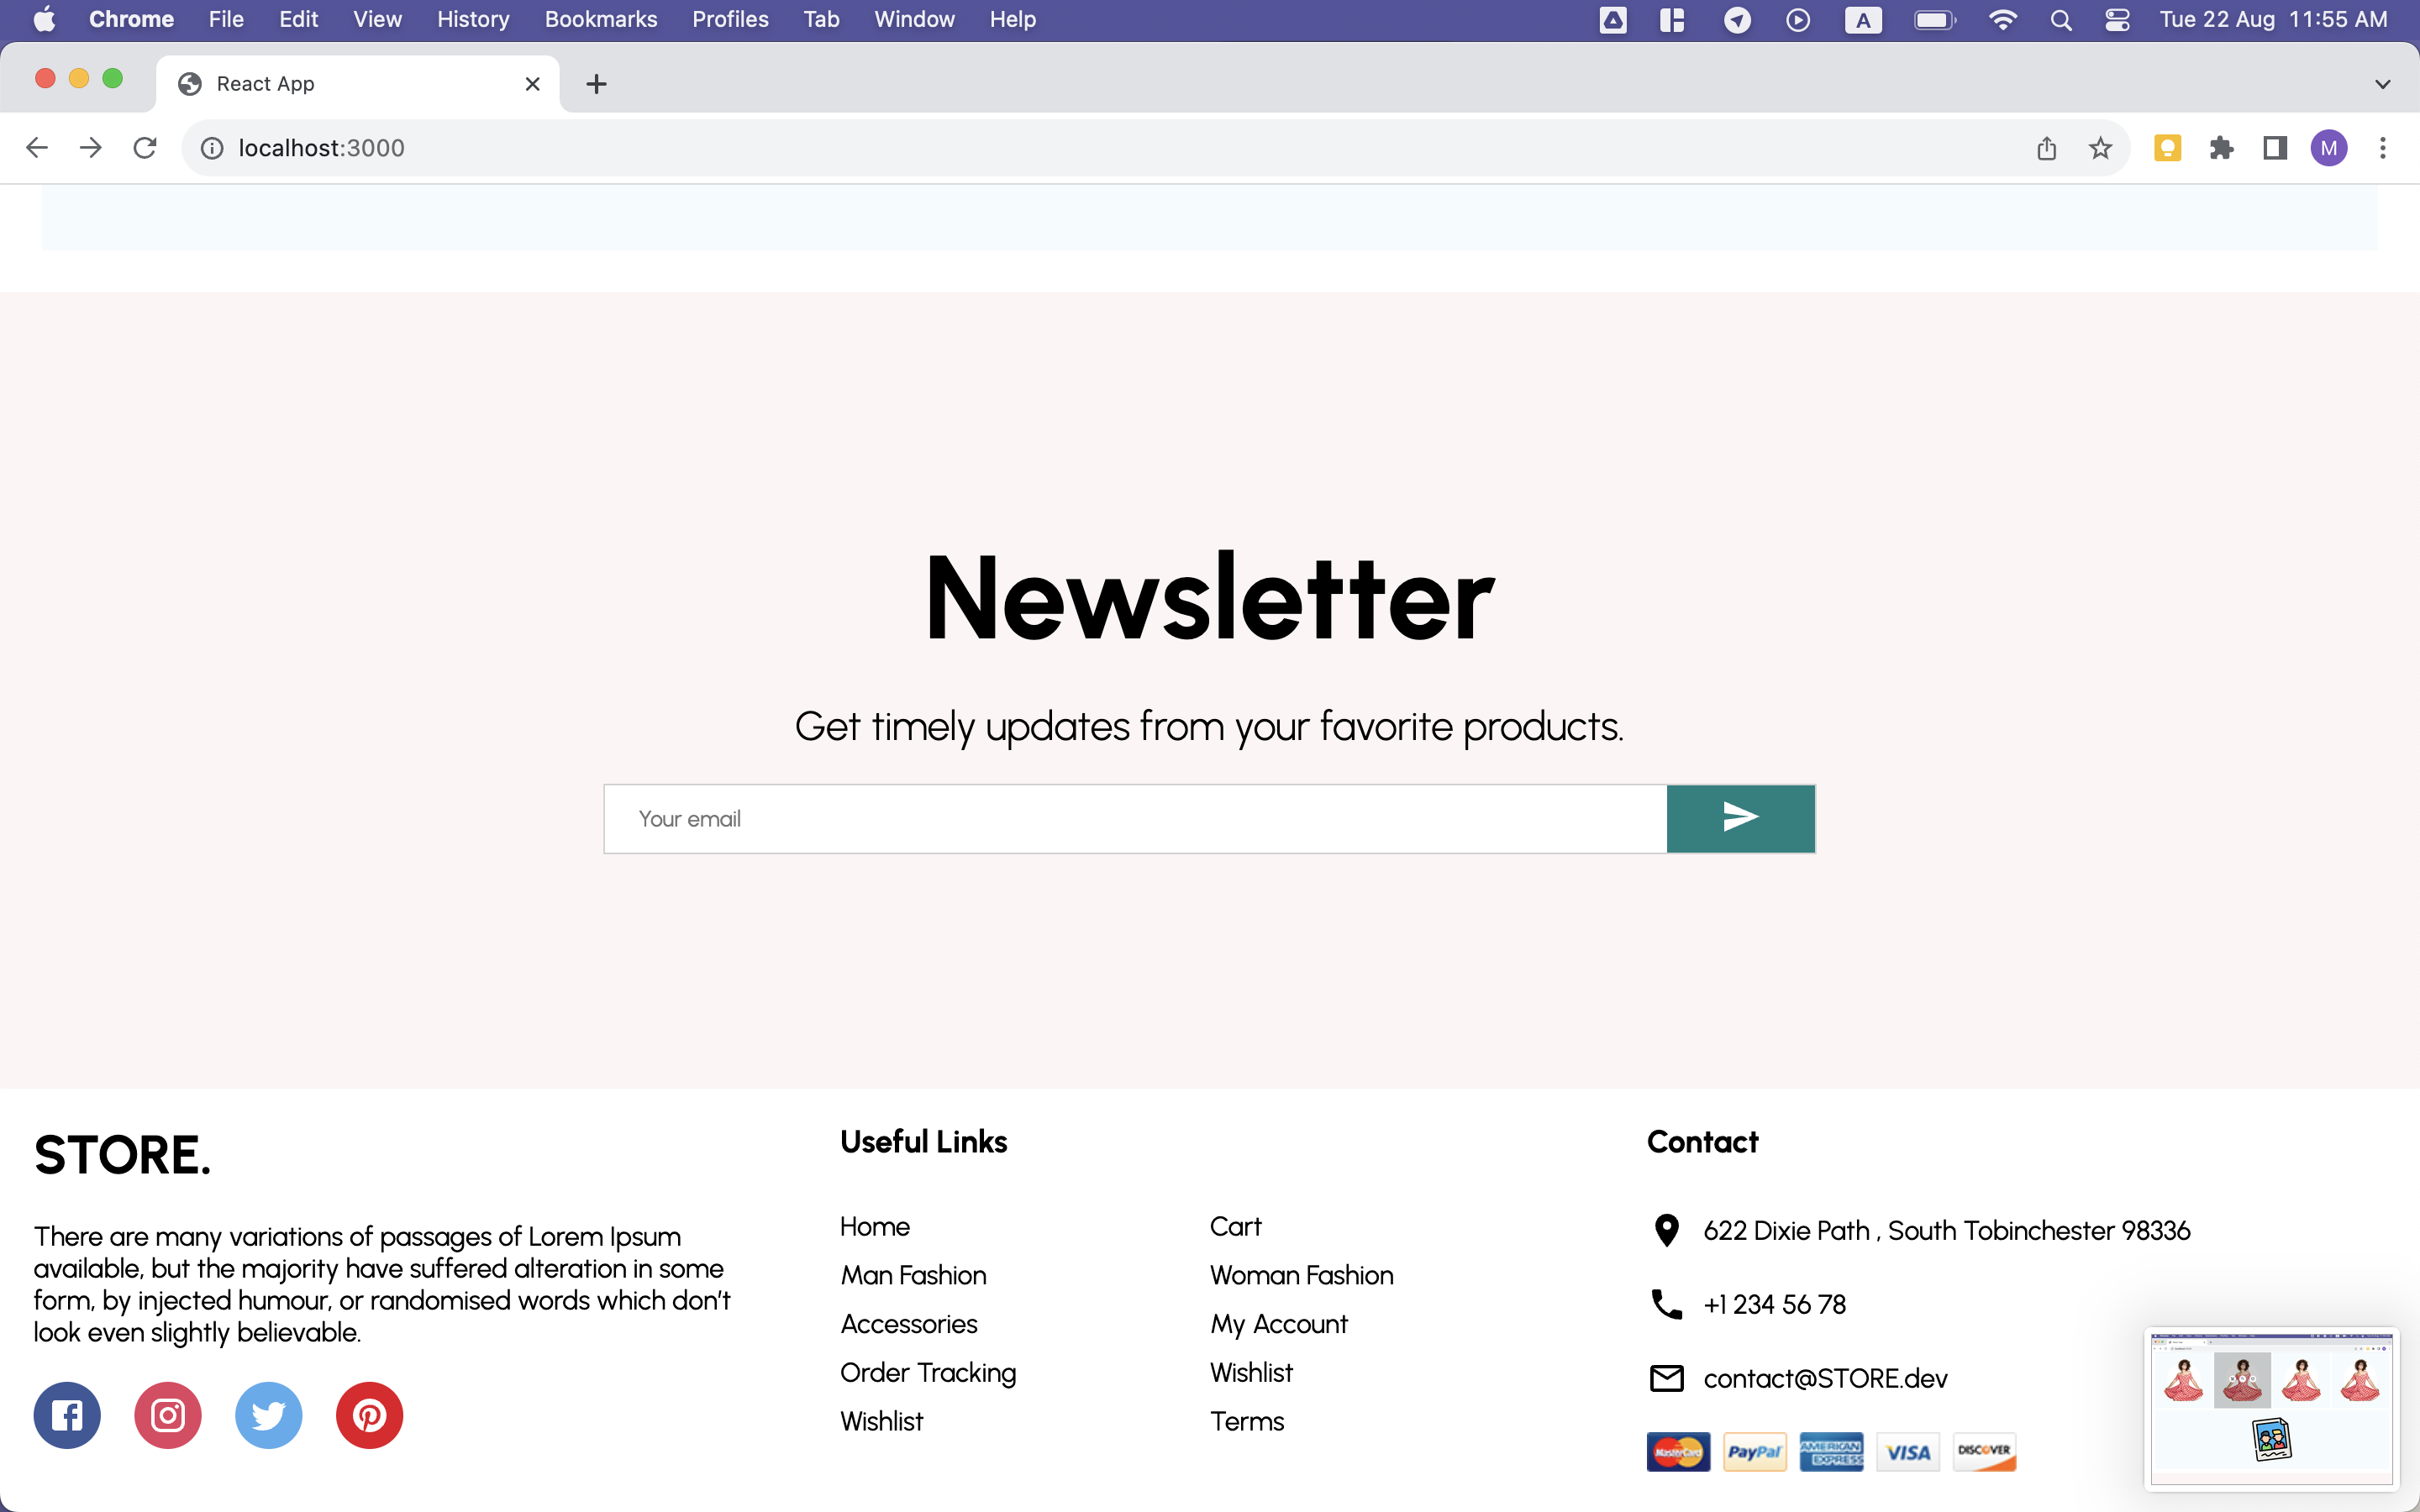 Chrome File Edit View History Bookmarks Profiles Tab Window Help A Tue 22 Aug 11:55 AM
React App
localhost:3000 M
Newsletter
Get timely updates from your favorite products.
Your email
STORE.
There are many variations of passages of Lorem Ipsum
available, but the majority have suffered alteration in some
form, by injected humour, or randomised words which don't
look even slightly believable.
Useful Links
Home Cart
Man Fashion Woman Fashion
Accessories My Account
Order Tracking Wishlist
Wishlist Terms
Contact
622 Dixie Path , South Tobinchester 98336
+1 234 56 78
contact@STORE.dev
MasterCard PayPal AMERICAN EXPRESS VISA DISCOVER